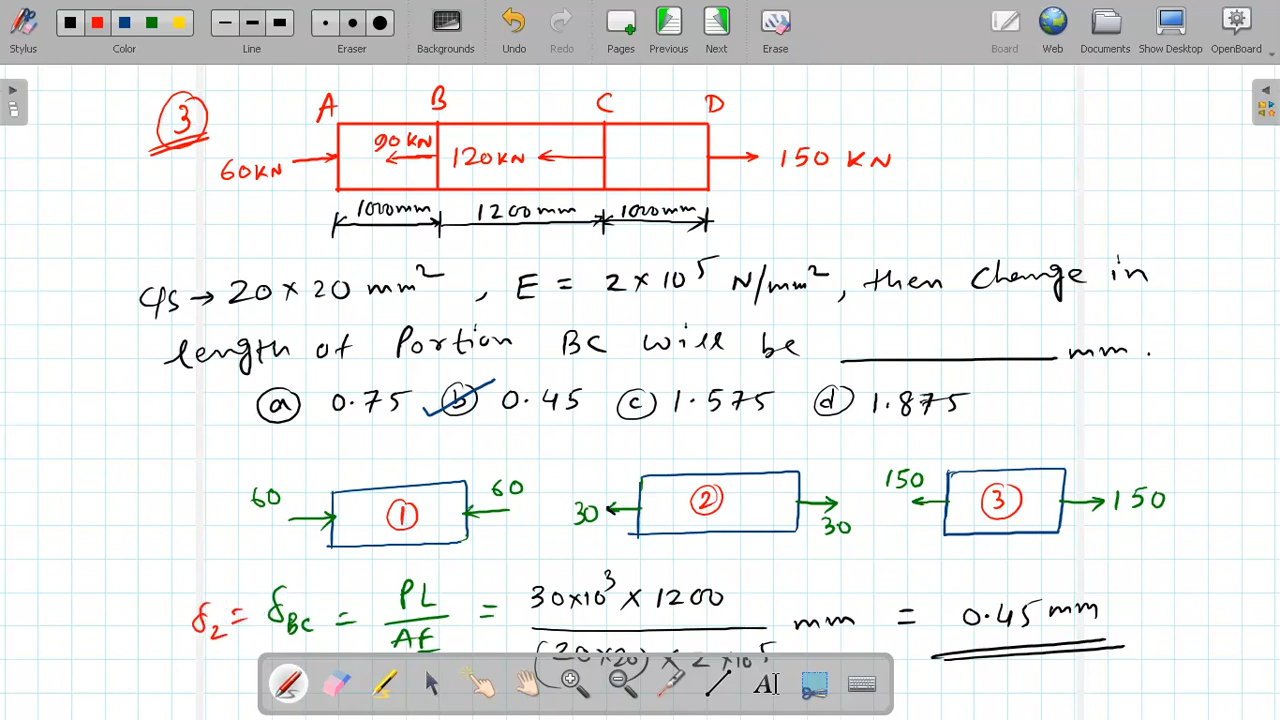 Stylus Color Line Eraser Backgrounds Undo Redo Pages Previous Next Erase Board Web Documents Show Desktop OpenBoard
3
A B C D
60KN 90 KN 120KN 150 KN
1000mm 1200mm 1000mm
C/S → 20 × 20 mm² , E = 2 × 10⁵ N/mm² , then change in
length of Portion BC will be ________ mm .
(a) 0.75 (b) 0.45 (c) 1.575 (d) 1.875
60 1 60 30 2 30 150 3 150
δ₂ = δBC = PL/AE = 30×10³ × 1200 / (20×20) × 2×10⁵ mm = 0.45 mm